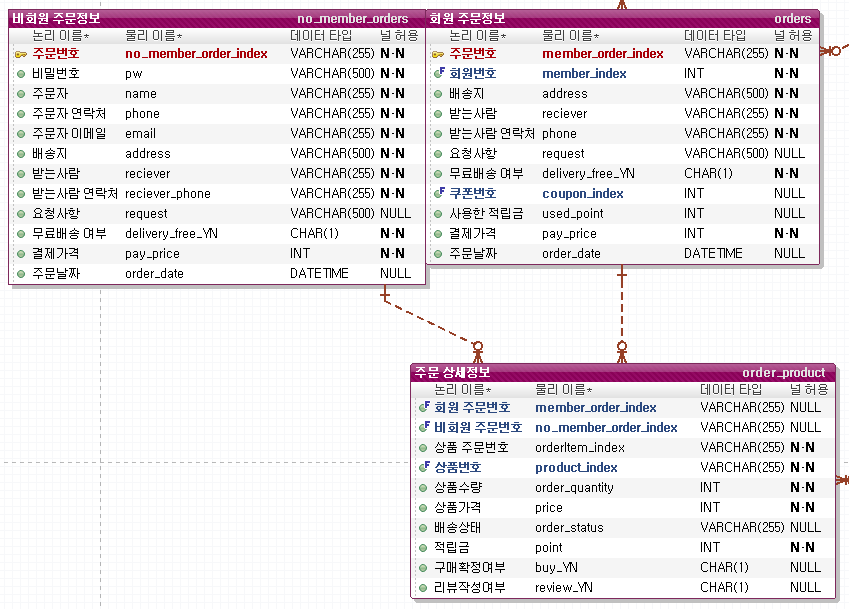 비회원 주문정보 no_member_orders
논리 이름* 물리 이름* 데이터 타입 널 허용
주문번호 no_member_order_index VARCHAR(255) N-N
비밀번호 pw VARCHAR(500) N-N
주문자 name VARCHAR(255) N-N
주문자 연락처 phone VARCHAR(255) N-N
주문자 이메일 email VARCHAR(255) N-N
배송지 address VARCHAR(500) N-N
받는사람 reciever VARCHAR(255) N-N
받는사람 연락처 reciever_phone VARCHAR(255) N-N
요청사항 request VARCHAR(500) NULL
무료배송 여부 delivery_free_YN CHAR(1) N-N
결제가격 pay_price INT N-N
주문날짜 order_date DATETIME NULL
회원 주문정보 orders
논리 이름* 물리 이름* 데이터 타입 널 허용
주문번호 member_order_index VARCHAR(255) N-N
회원번호 member_index INT N-N
배송지 address VARCHAR(500) N-N
받는사람 reciever VARCHAR(255) N-N
받는사람 연락처 phone VARCHAR(255) N-N
요청사항 request VARCHAR(500) NULL
무료배송 여부 delivery_free_YN CHAR(1) N-N
쿠폰번호 coupon_index INT NULL
사용한 적립금 used_point INT N-N
결제가격 pay_price INT N-N
주문날짜 order_date DATETIME NULL
주문 상세정보 order_product
논리 이름* 물리 이름* 데이터 타입 널 허용
회원 주문번호 member_order_index VARCHAR(255) NULL
비회원 주문번호 no_member_order_index VARCHAR(255) NULL
상품 주문번호 orderItem_index VARCHAR(255) N-N
상품번호 product_index VARCHAR(255) N-N
상품수량 order_quantity INT N-N
상품가격 price INT N-N
배송상태 order_status VARCHAR(255) NULL
적립금 point INT N-N
구매확정여부 buy_YN CHAR(1) NULL
리뷰작성여부 review_YN CHAR(1) NULL